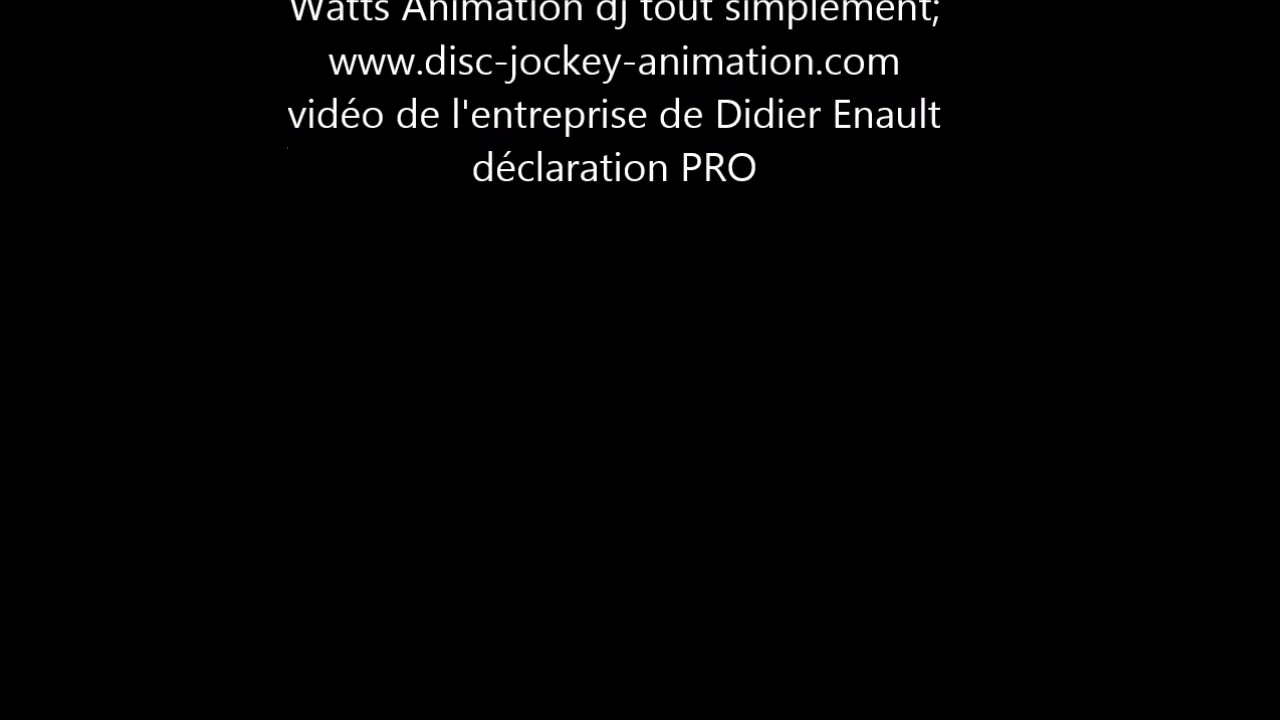 Watts Animation dj tout simplement;
www.disc-jockey-animation.com
vidéo de l'entreprise de Didier Enault
déclaration PRO